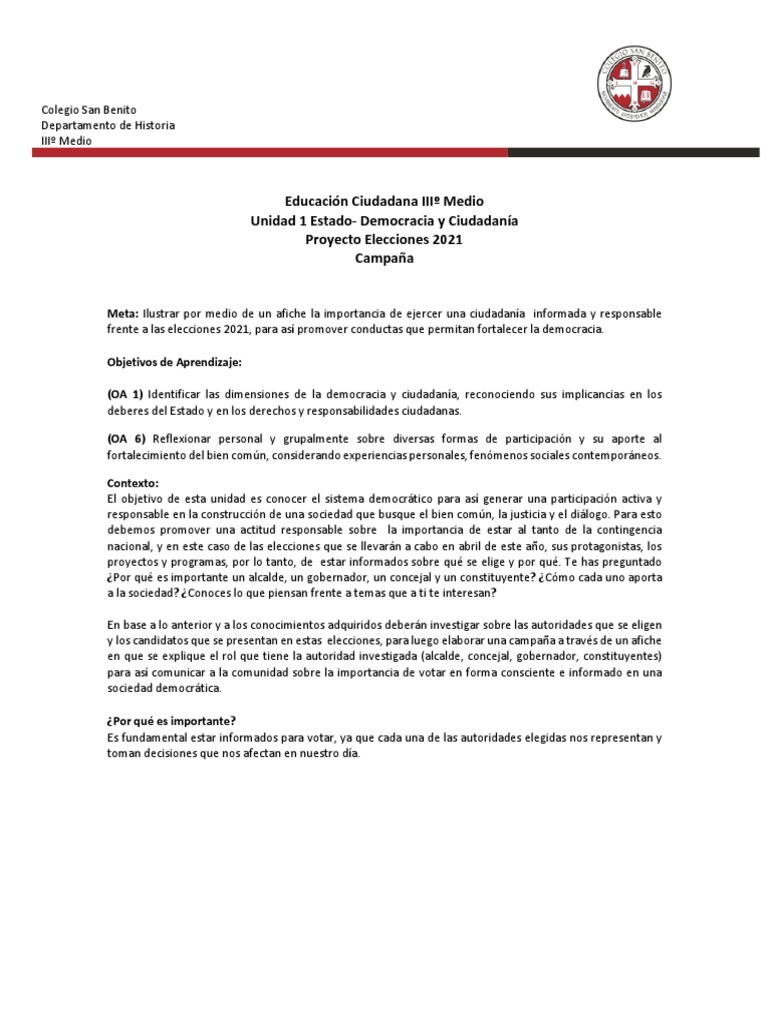 COLEGIO SAN BENITO
Colegio San Benito
Departamento de Historia
IIIº Medio
Educación Ciudadana IIIº Medio
Unidad 1 Estado- Democracia y Ciudadanía
Proyecto Elecciones 2021
Campaña
Meta: Ilustrar por medio de un afiche la importancia de ejercer una ciudadanía informada y responsable
frente a las elecciones 2021, para así promover conductas que permitan fortalecer la democracia.
Objetivos de Aprendizaje:
(OA 1) Identificar las dimensiones de la democracia y ciudadanía, reconociendo sus implicancias en los
deberes del Estado y en los derechos y responsabilidades ciudadanas.
(OA 6) Reflexionar personal y grupalmente sobre diversas formas de participación y su aporte al
fortalecimiento del bien común, considerando experiencias personales, fenómenos sociales contemporáneos.
Contexto:
El objetivo de esta unidad es conocer el sistema democrático para así generar una participación activa y
responsable en la construcción de una sociedad que busque el bien común, la justicia y el diálogo. Para esto
debemos promover una actitud responsable sobre la importancia de estar al tanto de la contingencia
nacional, y en este caso de las elecciones que se llevarán a cabo en abril de este año, sus protagonistas, los
proyectos y programas, por lo tanto, de estar informados sobre qué se elige y por qué. Te has preguntado
¿Por qué es importante un alcalde, un gobernador, un concejal y un constituyente? ¿Cómo cada uno aporta
a la sociedad? ¿Conoces lo que piensan frente a temas que a ti te interesan?
En base a lo anterior y a los conocimientos adquiridos deberán investigar sobre las autoridades que se eligen
y los candidatos que se presentan en estas elecciones, para luego elaborar una campaña a través de un afiche
en que se explique el rol que tiene la autoridad investigada (alcalde, concejal, gobernador, constituyentes)
para así comunicar a la comunidad sobre la importancia de votar en forma consciente e informado en una
sociedad democrática.
¿Por qué es importante?
Es fundamental estar informados para votar, ya que cada una de las autoridades elegidas nos representan y
toman decisiones que nos afectan en nuestro día.